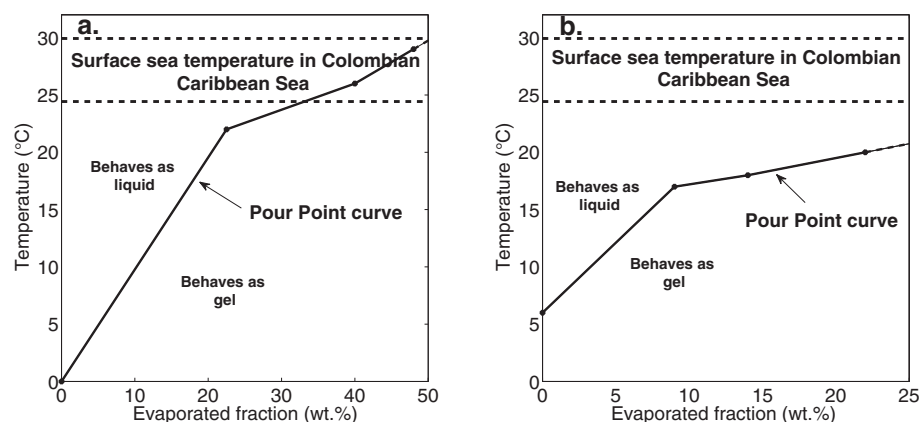 a.
30
25
20
15
10
5
0
Temperature (°C)
Surface sea temperature in Colombian
Caribbean Sea
Behaves as
liquid
Pour Point curve
Behaves as
gel
0 10 20 30 40 50
Evaporated fraction (wt.%)
b.
30
25
20
15
10
5
0
Temperature (°C)
Surface sea temperature in Colombian
Caribbean Sea
Behaves as
liquid
Pour Point curve
Behaves as
gel
0 5 10 15 20 25
Evaporated fraction (wt.%)